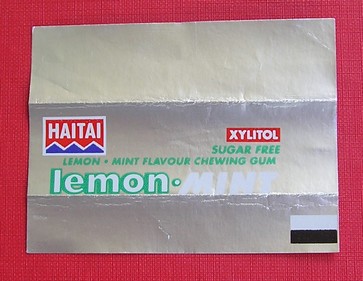 HAITAI
XYLITOL
SUGAR FREE
LEMON • MINT FLAVOUR CHEWING GUM
lemon·MINT